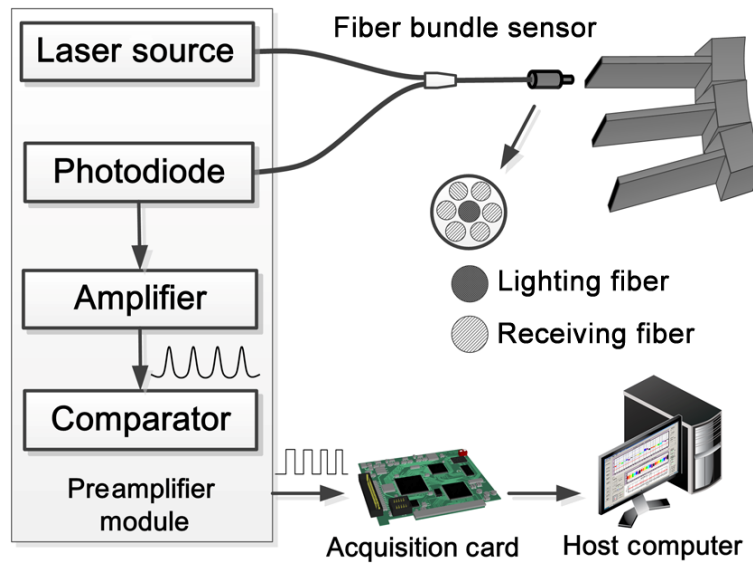 Laser source
Fiber bundle sensor
Photodiode
Lighting fiber
Amplifier
Receiving fiber
Comparator
Preamplifier
module
Acquisition card
Host computer